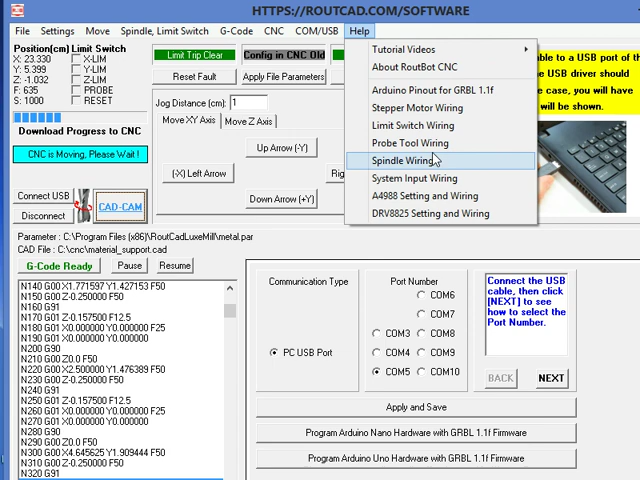 HTTPS://ROUTCAD.COM/SOFTWARE
File Settings Move Spindle, Limit Switch G-Code CNC COM/USB Help
Position(cm) Limit Switch
X: 23.330 X-LIM
Y: 5.399 Y-LIM
Z: -1.032 Z-LIM
F: 635 PROBE
S: 1000 RESET
Download Progress to CNC
CNC is Moving, Please Wait !
Connect USB
Disconnect
CAD-CAM
Limit Trip Clear
Config in CNC Old
Reset Fault
Apply File Parameters
Jog Distance (cm): 1
Move XY Axis Move Z Axis
Up Arrow (-Y)
(-X) Left Arrow
Down Arrow (+Y)
Tutorial Videos
About RoutBot CNC
Arduino Pinout for GRBL 1.1f
Stepper Motor Wiring
Limit Switch Wiring
Probe Tool Wiring
Spindle Wiring
System Input Wiring
A4988 Setting and Wiring
DRV8825 Setting and Wiring
able to a USB port of th
e USB driver should
e case, you will have
will be shown.
Parameter : C:\Program Files (x86)\RoutCadLuxeMill/metal.par
CAD File : C:\cnc\material_support.cad
G-Code Ready Pause Resume
N140 G00 X1.771597 Y1.427153 F50
N150 G00 Z-0.250000 F50
N160 G91
N170 G01 Z-0.157500 F12.5
N180 G01 X0.000000 Y0.000000 F25
N190 G01 X0.000000 Y0.000000 F25
N200 G90
N210 G00 Z0.0 F50
N220 G00 X2.500000 Y1.476389 F50
N230 G00 Z-0.250000 F50
N240 G91
N250 G01 Z-0.157500 F12.5
N260 G01 X0.000000 Y0.000000 F25
N270 G01 X0.000000 Y0.000000 F25
N280 G90
N290 G00 Z0.0 F50
N300 G00 X4.645625 Y1.909444 F50
N310 G00 Z-0.250000 F50
N320 G91
Communication Type
PC USB Port
Port Number
COM6
COM7
COM3 COM8
COM4 COM9
COM5 COM10
Connect the USB
cable, then click
[NEXT] to see
how to select the
Port Number.
BACK NEXT
Apply and Save
Program Arduino Nano Hardware with GRBL 1.1f Firmware
Program Arduino Uno Hardware with GRBL 1.1f Firmware